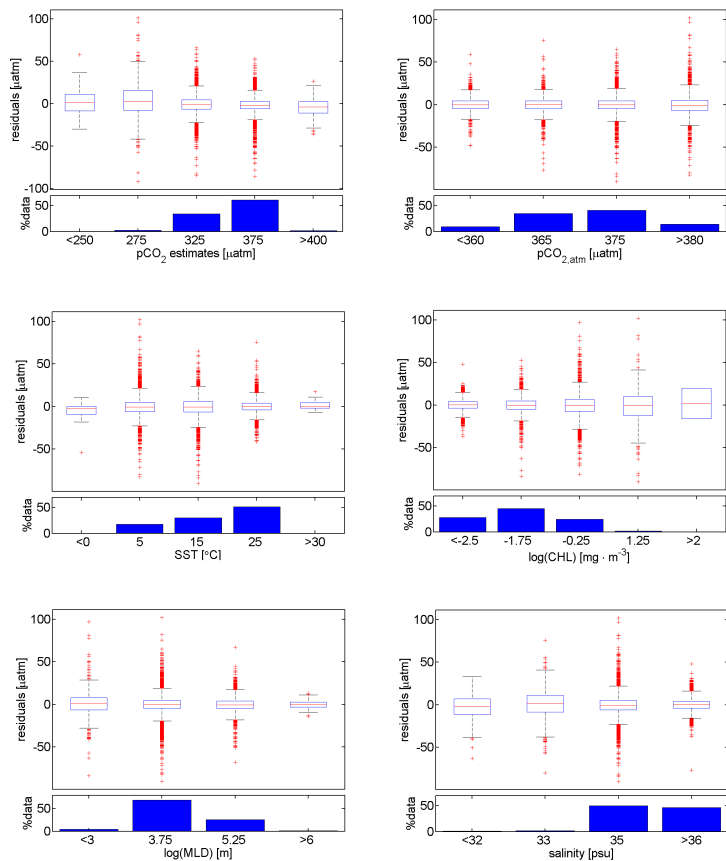 100
50
0
-50
-100
residuals [µatm]
50
0
%data
<250 275 325 375 >400
pCO2 estimates [µatm]
100
50
0
-50
residuals [µatm]
50
0
%data
<360 365 375 >380
pCO2,atm [µatm]
100
50
0
-50
residuals [µatm]
50
0
%data
<0 5 15 25 >30
SST [°C]
100
50
0
-50
residuals [µatm]
50
0
%data
<-2.5 -1.75 -0.25 1.25 >2
log(CHL) [mg · m-3]
100
50
0
-50
residuals [µatm]
50
0
%data
<3 3.75 5.25 >6
log(MLD) [m]
100
50
0
-50
residuals [µatm]
50
0
%data
<32 33 35 >36
salinity [psu]